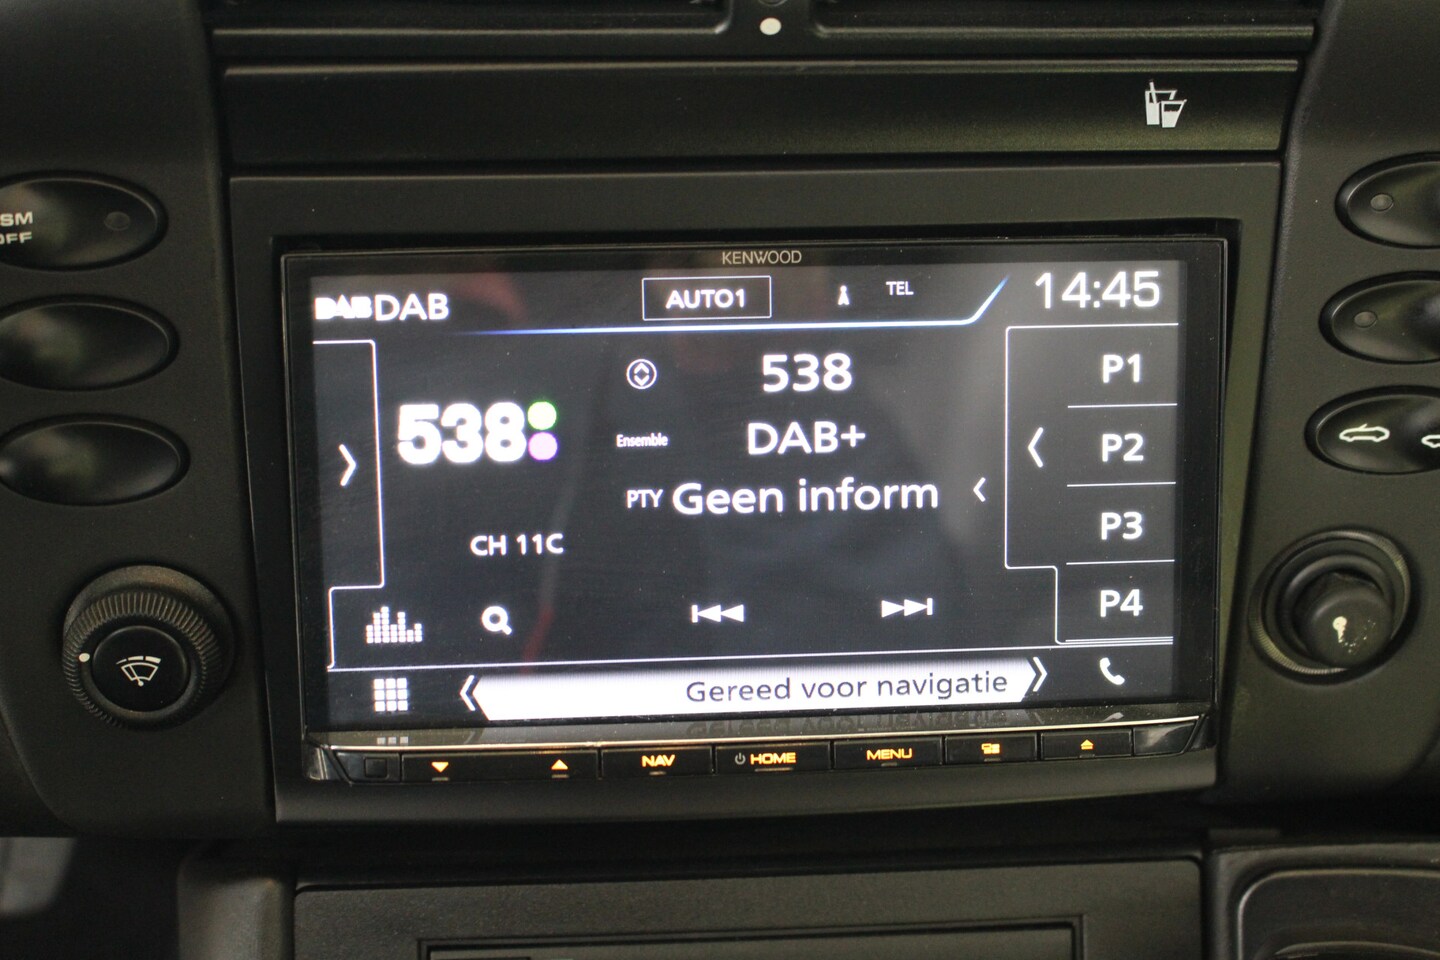 KENWOOD
DAB DAB
AUTO1
TEL
14:45
538
538
P1
Ensemble
DAB+
P2
PTY Geen inform
CH 11C
P3
P4
Gereed voor navigatie
NAV
HOME
MENU
SM
OFF